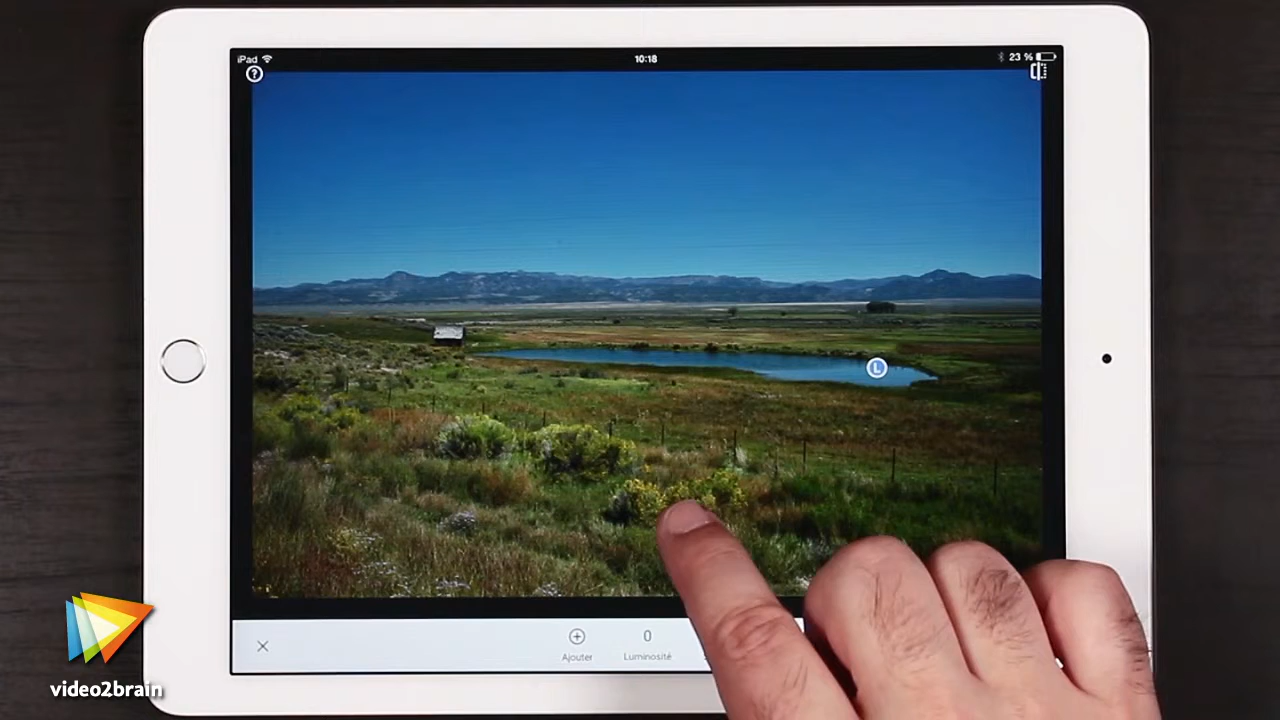 iPad
10:18
23 %
?
L
0
Ajouter
Luminosité
video2brain